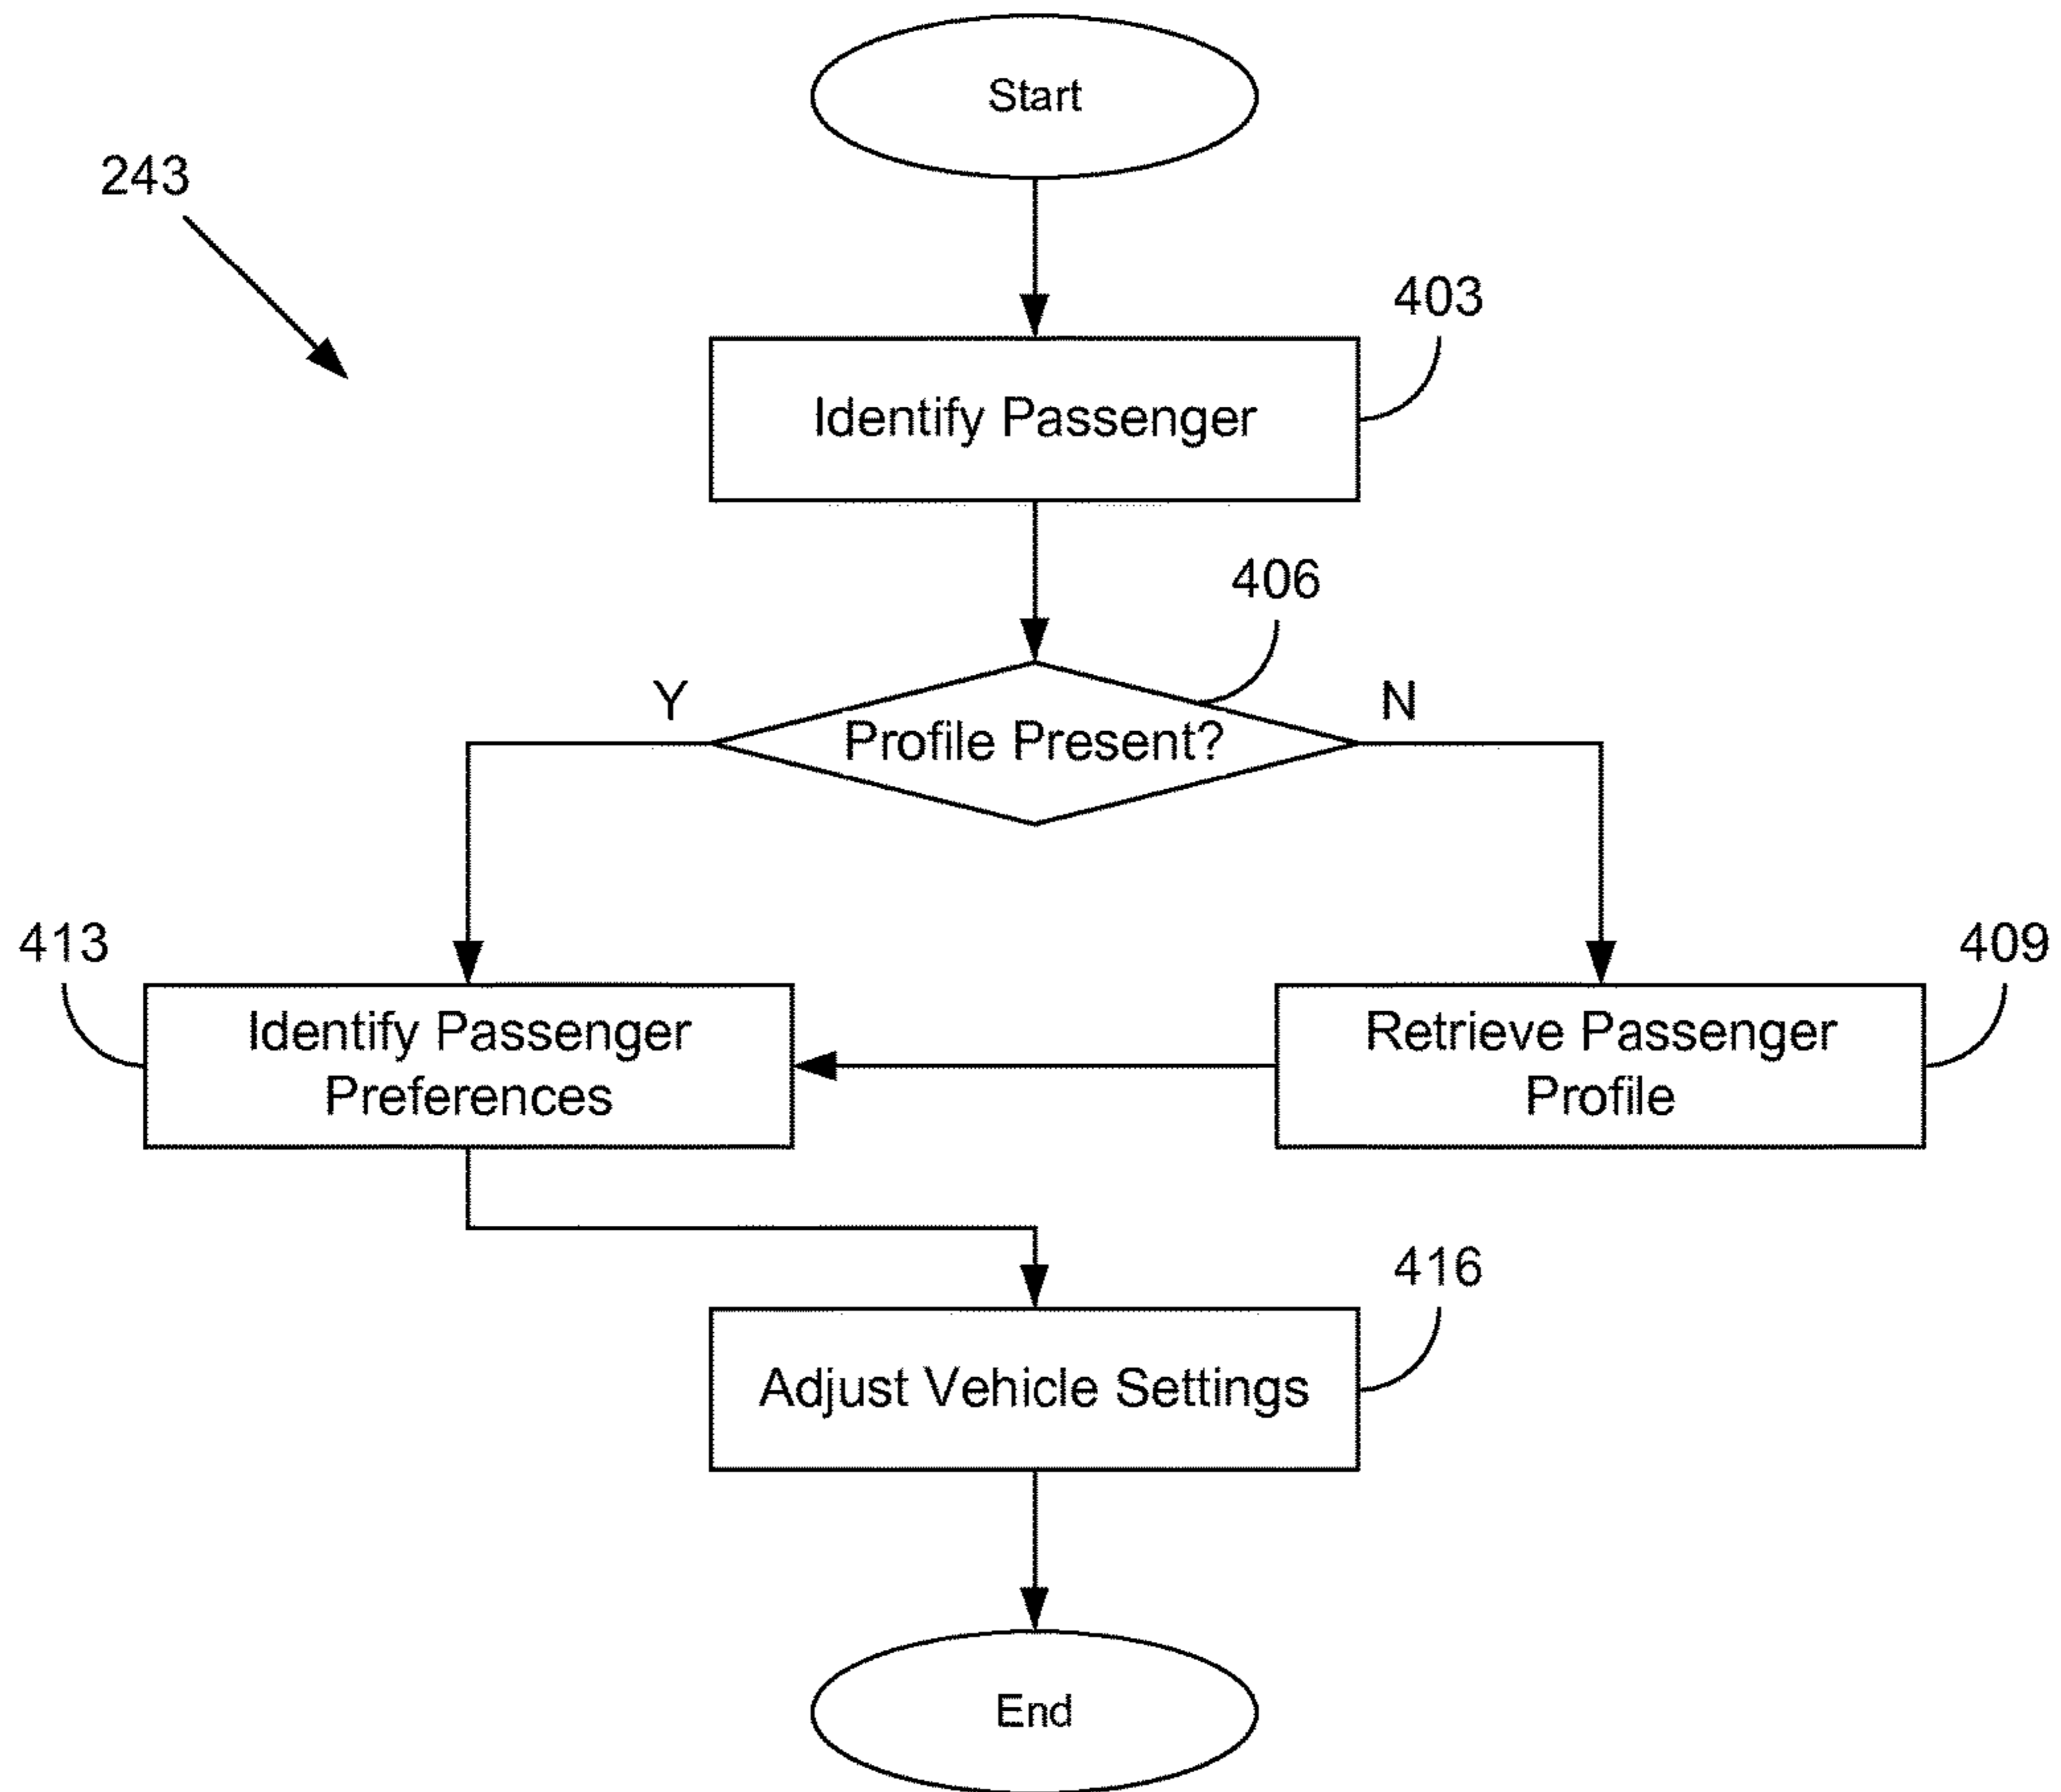 Start
243
403
Identify Passenger
406
Y
N
Profile Present?
413
409
Identify Passenger
Preferences
Retrieve Passenger
Profile
416
Adjust Vehicle Settings
End